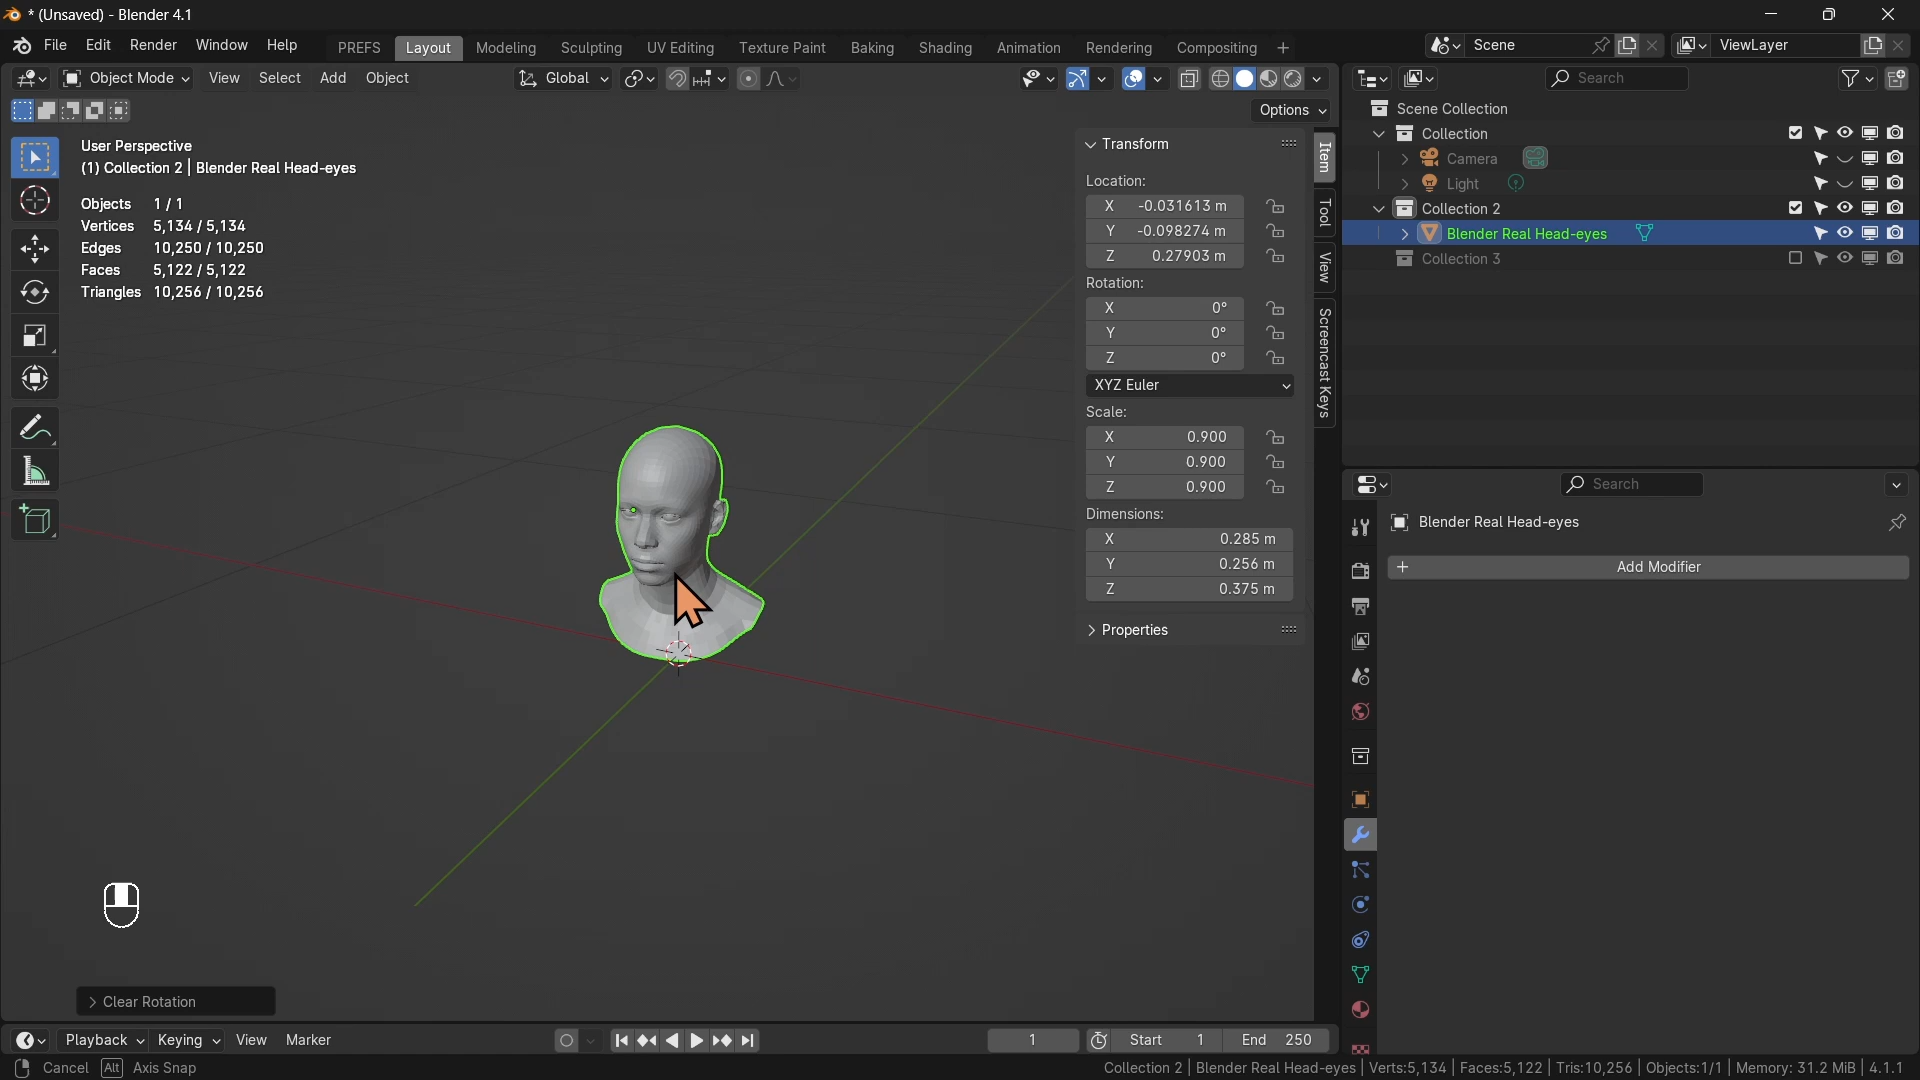 * (Unsaved) - Blender 4.1
File Edit Render Window Help PREFS Layout Modeling Sculpting UV Editing Texture Paint Baking Shading Animation Rendering Compositing + Scene ViewLayer
Object Mode View Select Add Object Global Search
Options
User Perspective
(1) Collection 2 | Blender Real Head-eyes
Objects 1 / 1
Vertices 5,134 / 5,134
Edges 10,250 / 10,250
Faces 5,122 / 5,122
Triangles 10,256 / 10,256
Transform
Location:
X -0.031613 m
Y -0.098274 m
Z 0.27903 m
Rotation:
X 0°
Y 0°
Z 0°
XYZ Euler
Scale:
X 0.900
Y 0.900
Z 0.900
Dimensions:
X 0.285 m
Y 0.256 m
Z 0.375 m
Properties
Item
Tool
View
Screencast Keys
Scene Collection
Collection
Camera
Light
Collection 2
Blender Real Head-eyes
Collection 3
Search
Blender Real Head-eyes
+ Add Modifier
Clear Rotation
Playback Keying View Marker 1 Start 1 End 250
Cancel Alt Axis Snap Collection 2 | Blender Real Head-eyes | Verts:5,134 | Faces:5,122 | Tris:10,256 | Objects:1/1 | Memory: 31.2 MiB | 4.1.1